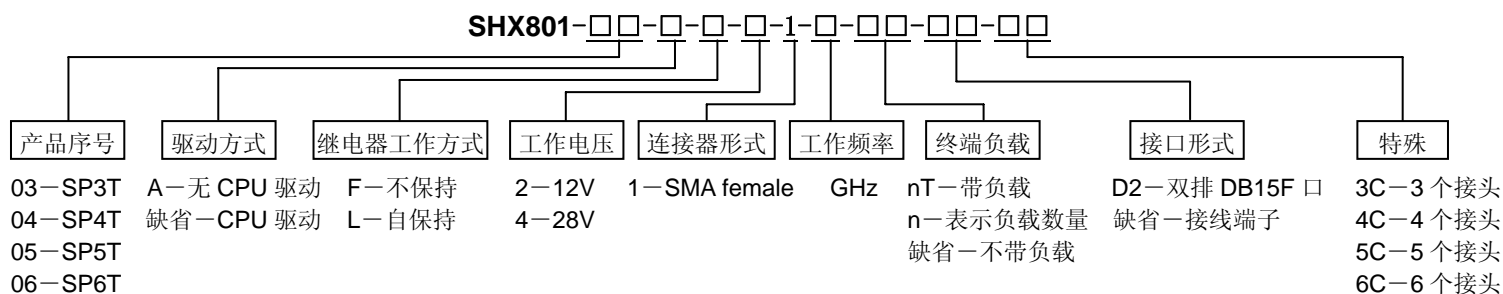 SHX801-□□-□-□-□-1-□-□□-□□-□□
产品序号 驱动方式 继电器工作方式 工作电压 连接器形式 工作频率 终端负载 接口形式 特殊
03－SP3T A－无 CPU 驱动 F－不保持 2－12V 1－SMA female GHz nT－带负载 D2－双排 DB15F 口 3C－3 个接头
04－SP4T 缺省－CPU 驱动 L－自保持 4－28V n－表示负载数量 缺省－接线端子 4C－4 个接头
05－SP5T 缺省－不带负载 5C－5 个接头
06－SP6T 6C－6 个接头